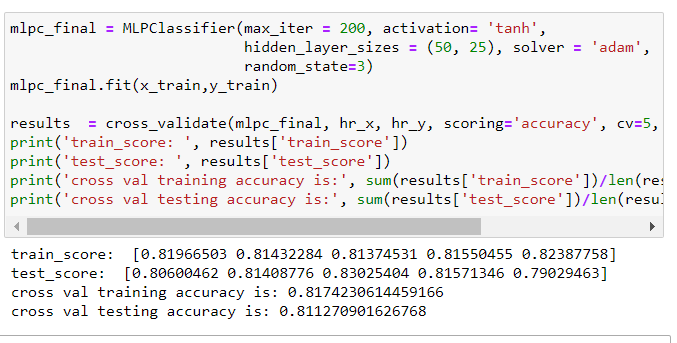 mlpc_final = MLPClassifier(max_iter = 200, activation= 'tanh',
hidden_layer_sizes = (50, 25), solver = 'adam',
random_state=3)
mlpc_final.fit(x_train,y_train)
results  = cross_validate(mlpc_final, hr_x, hr_y, scoring='accuracy', cv=5,
print('train_score: ', results['train_score'])
print('test_score: ', results['test_score'])
print('cross val training accuracy is:', sum(results['train_score'])/len(res
print('cross val testing accuracy is:', sum(results['test_score'])/len(resul
train_score:  [0.81966503 0.81432284 0.81374531 0.81550455 0.82387758]
test_score:  [0.80600462 0.81408776 0.83025404 0.81571346 0.79029463]
cross val training accuracy is: 0.8174230614459166
cross val testing accuracy is: 0.811270901626768